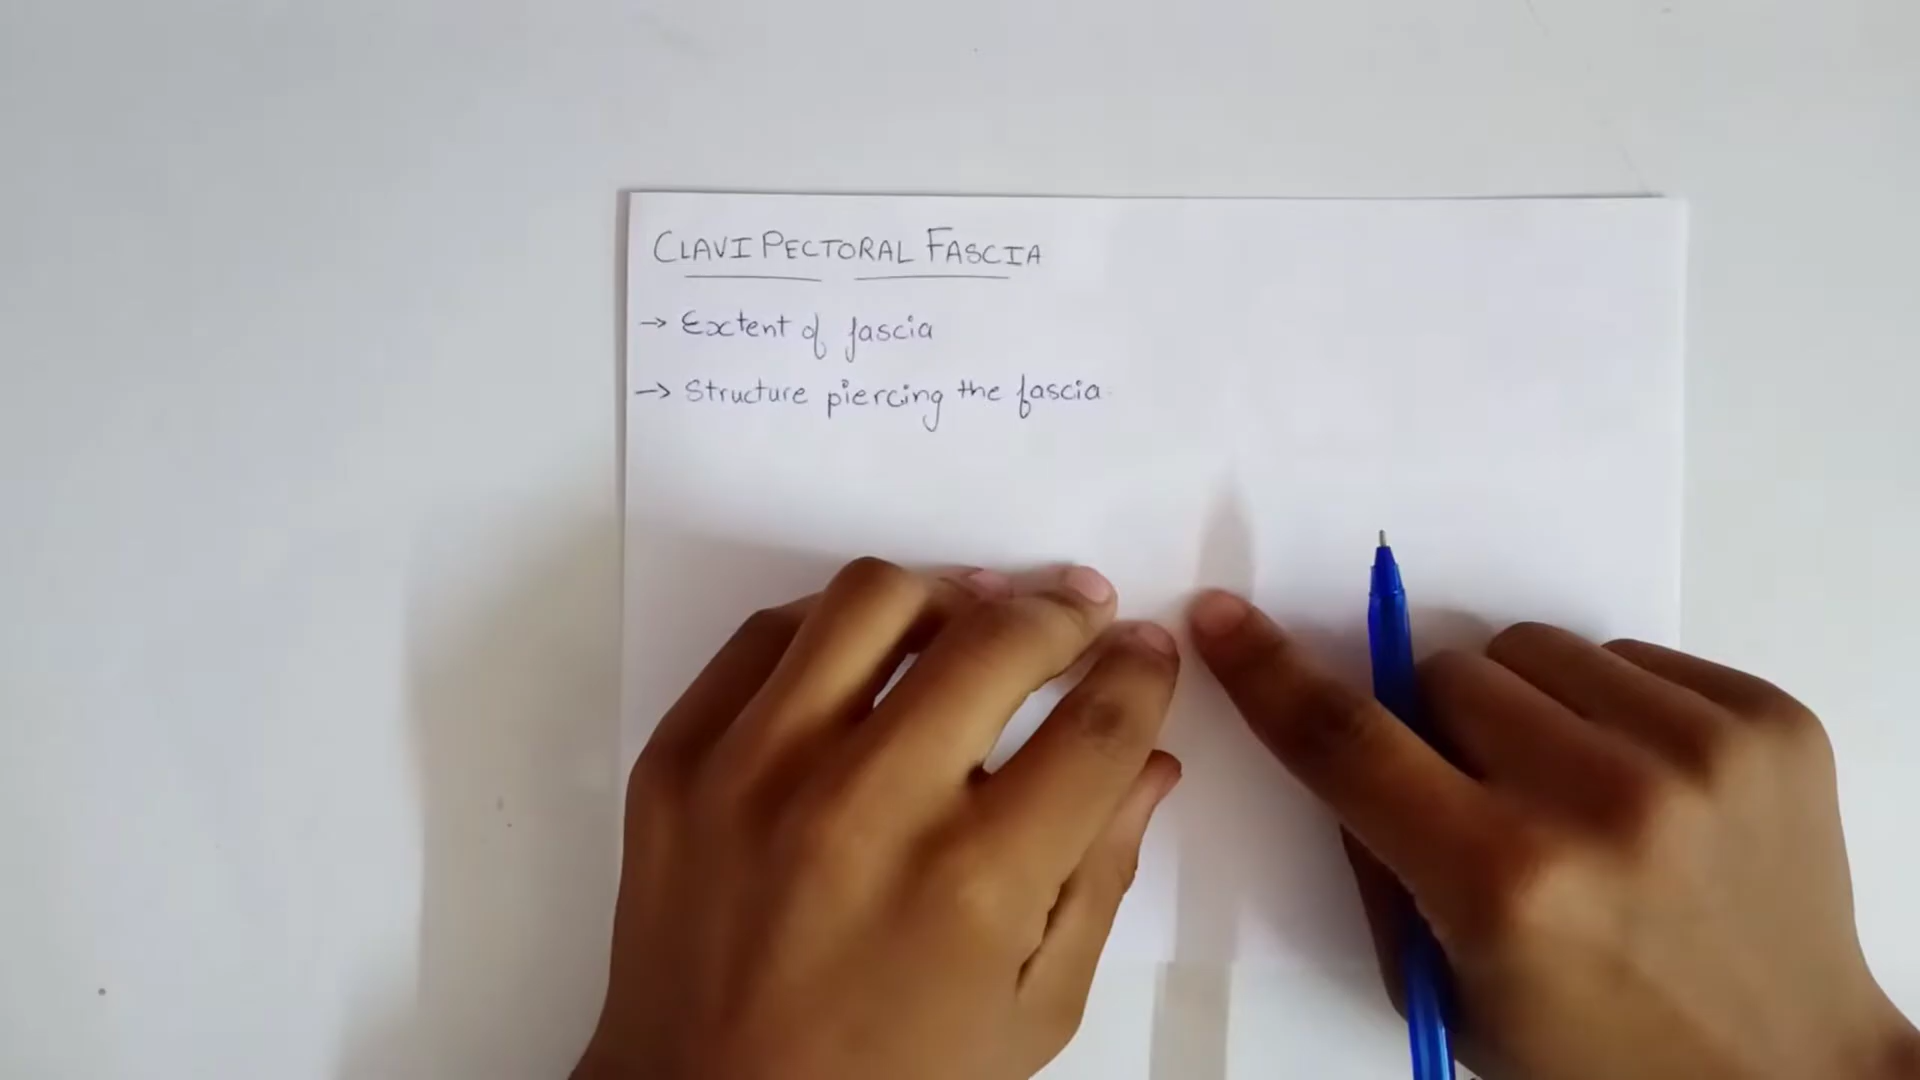 CLAVI PECTORAL FASCIA
→ Extent of fascia
→ Structure piercing the fascia.